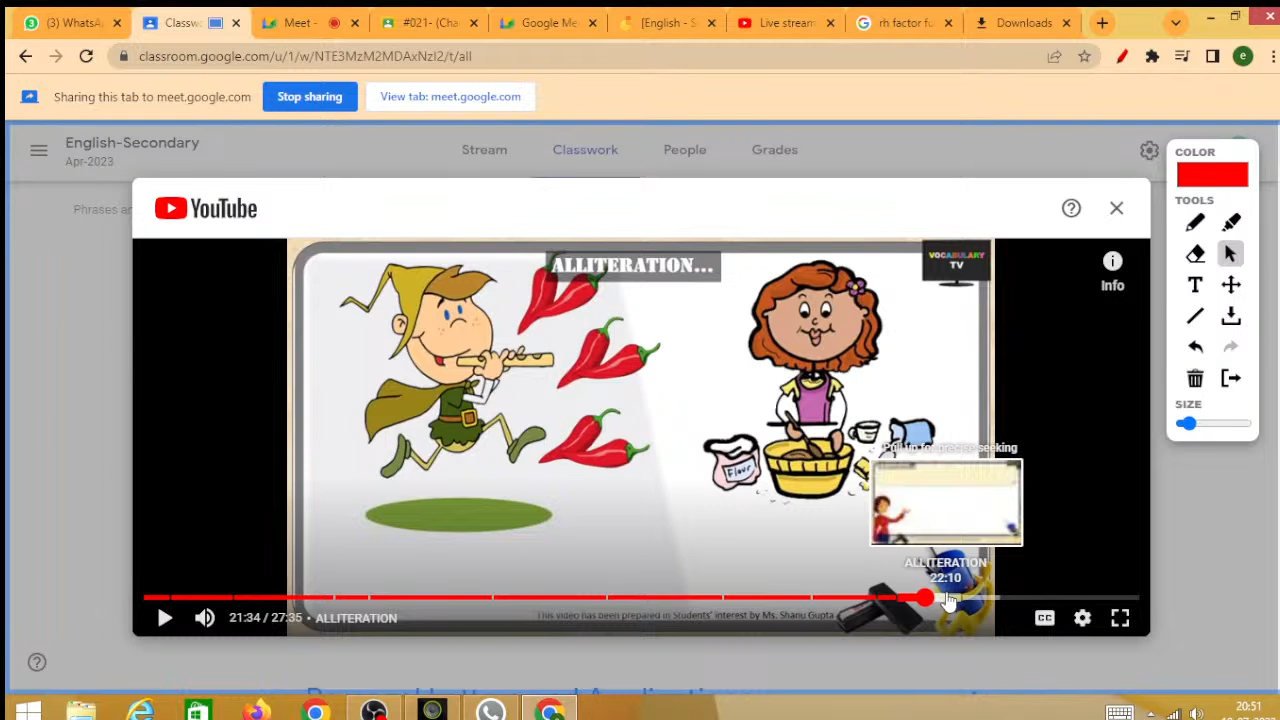 (3) WhatsA
Classw
Meet -
#021- (Cha
Google Me
[English - S
Live stream
rh factor fu
Downloads
classroom.google.com/u/1/w/NTE3MzM2MDAxNzI2/t/all
Sharing this tab to meet.google.com
Stop sharing
View tab: meet.google.com
English-Secondary
Apr-2023
Stream
Classwork
People
Grades
COLOR
TOOLS
SIZE
Phrases an
YouTube
ALLITERATION...
VOCABULARY
TV
Info
Flour
Pull up for precise seeking
ALLITERATION
22:10
21:34 / 27:35 • ALLITERATION
This video has been prepared in Students' interest by Ms. Shanu Gupta
CC
20:51